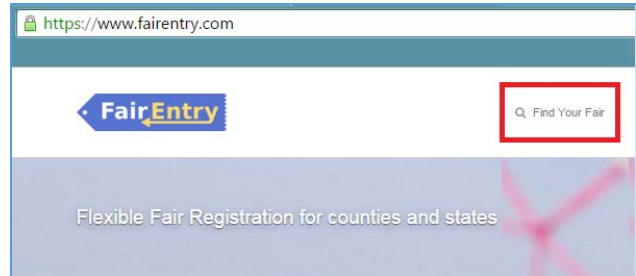 https://www.fairentry.com
FairEntry
Find Your Fair
Flexible Fair Registration for counties and states